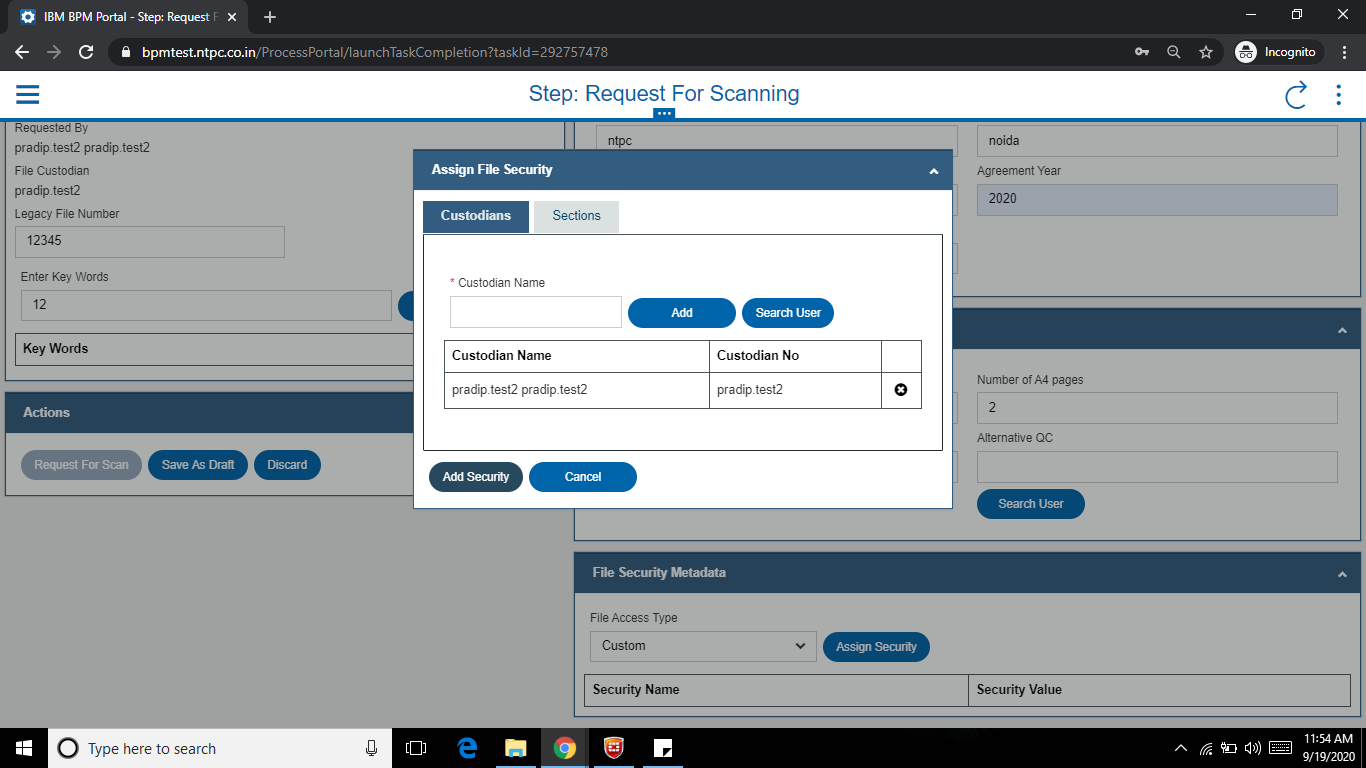 IBM BPM Portal - Step: Request F
bpmtest.ntpc.co.in/ProcessPortal/launchTaskCompletion?taskId=292757478
Incognito
Step: Request For Scanning
Requested By
pradip.test2 pradip.test2
File Custodian
pradip.test2
Legacy File Number
12345
Enter Key Words
12
Key Words
Actions
Request For Scan Save As Draft Discard
Assign File Security
Custodians Sections
* Custodian Name
Add Search User
Custodian Name Custodian No
pradip.test2 pradip.test2 pradip.test2
Add Security Cancel
ntpc noida
Agreement Year
2020
Number of A4 pages
2
Alternative QC
Search User
File Security Metadata
File Access Type
Custom Assign Security
Security Name Security Value
Type here to search
11:54 AM
9/19/2020